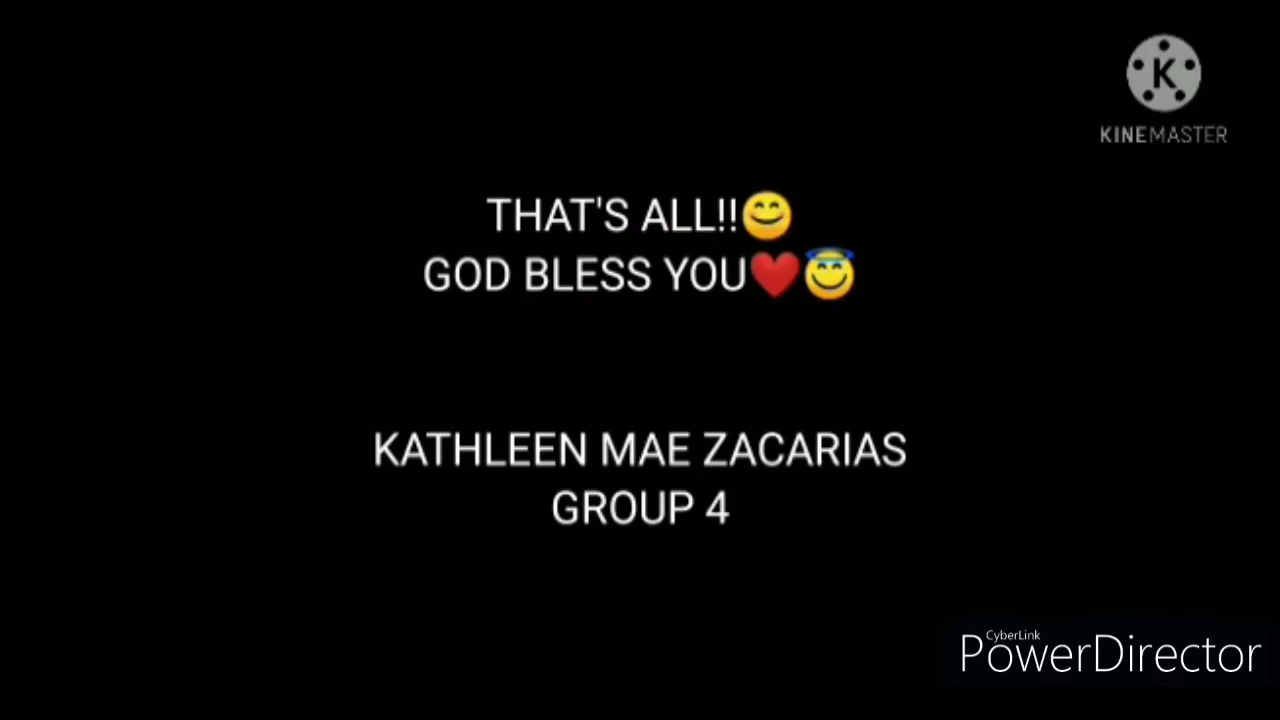 K
KINEMASTER
THAT'S ALL!!😊
GOD BLESS YOU❤️😇
KATHLEEN MAE ZACARIAS
GROUP 4
CyberLink
PowerDirector